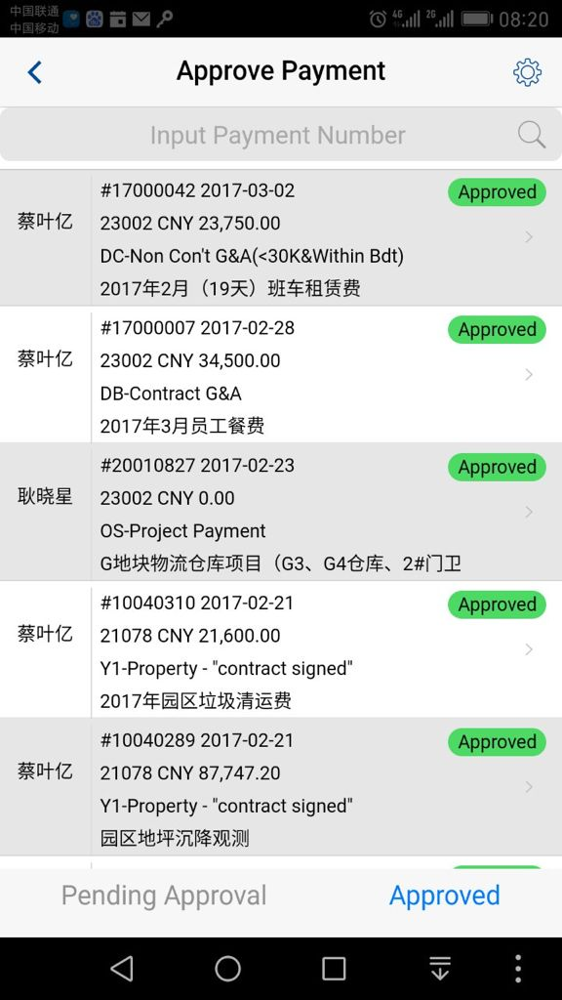 中国联通
中国移动
4G
2G
08:20
Approve Payment
Input Payment Number
蔡叶亿
#17000042 2017-03-02
Approved
23002 CNY 23,750.00
DC-Non Con't G&A(<30K&Within Bdt)
2017年2月（19天）班车租赁费
蔡叶亿
#17000007 2017-02-28
Approved
23002 CNY 34,500.00
DB-Contract G&A
2017年3月员工餐费
耿晓星
#20010827 2017-02-23
Approved
23002 CNY 0.00
OS-Project Payment
G地块物流仓库项目（G3、G4仓库、2#门卫
蔡叶亿
#10040310 2017-02-21
Approved
21078 CNY 21,600.00
Y1-Property - "contract signed"
2017年园区垃圾清运费
蔡叶亿
#10040289 2017-02-21
Approved
21078 CNY 87,747.20
Y1-Property - "contract signed"
园区地坪沉降观测
Pending Approval
Approved